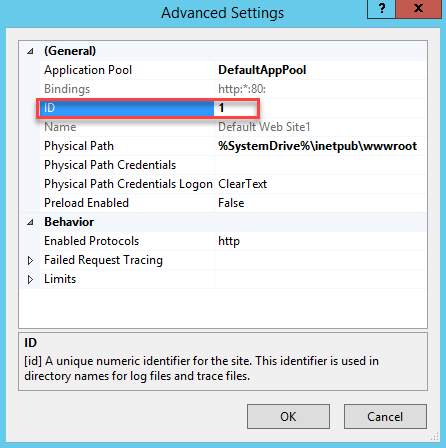 Advanced Settings
?
x
(General)
Application Pool DefaultAppPool
Bindings http:*:80:
ID 1
Name Default Web Site1
Physical Path %SystemDrive%\inetpub\wwwroot
Physical Path Credentials
Physical Path Credentials Logon ClearText
Preload Enabled False
Behavior
Enabled Protocols http
Failed Request Tracing
Limits
ID
[id] A unique numeric identifier for the site. This identifier is used in
directory names for log files and trace files.
OK Cancel